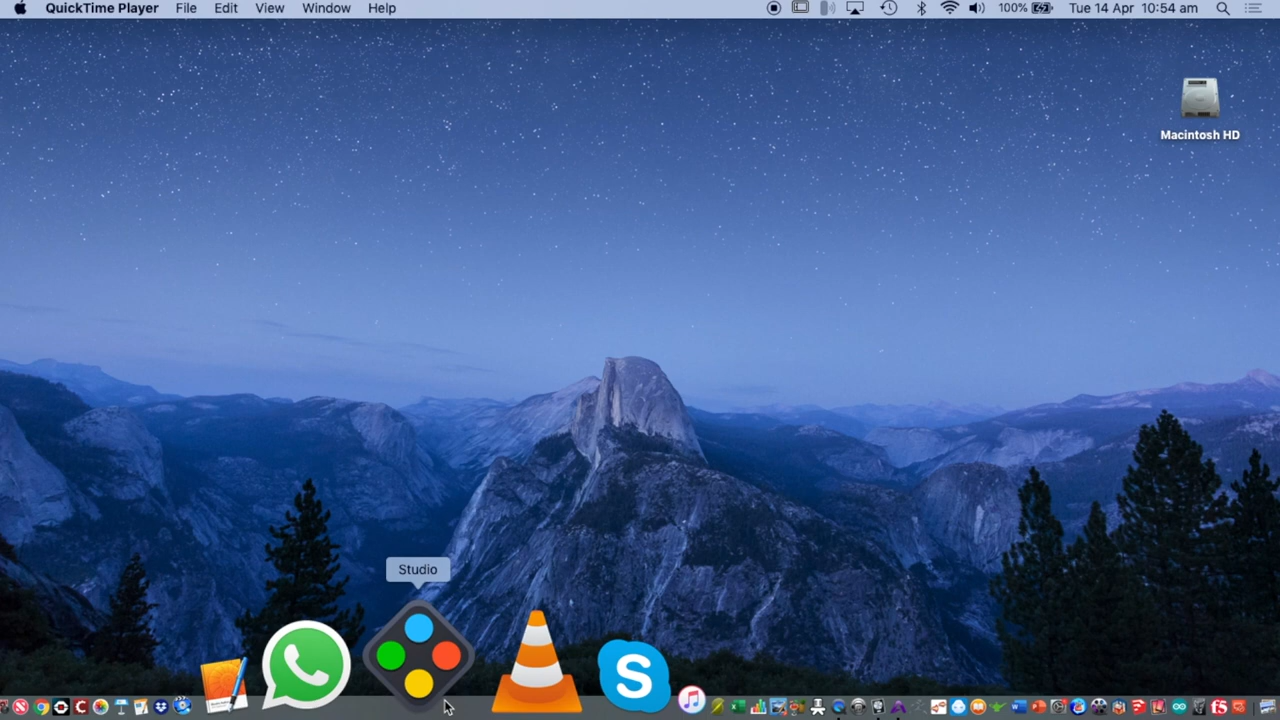 QuickTime Player File Edit View Window Help 100% Tue 14 Apr 10:54 am
Macintosh HD
Studio